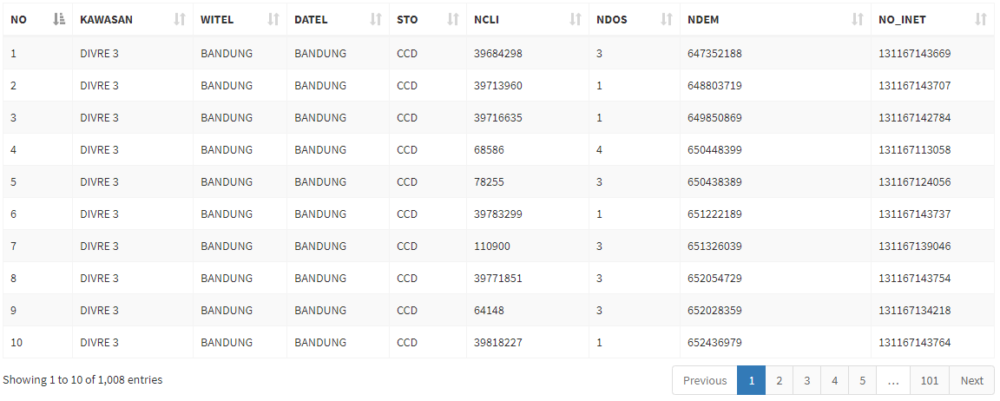 NO KAWASAN WITEL DATEL STO NCLI NDOS NDEM NO_INET
1 DIVRE 3 BANDUNG BANDUNG CCD 39684298 3 647352188 131167143669
2 DIVRE 3 BANDUNG BANDUNG CCD 39713960 1 648803719 131167143707
3 DIVRE 3 BANDUNG BANDUNG CCD 39716635 1 649850869 131167142784
4 DIVRE 3 BANDUNG BANDUNG CCD 68586 4 650448399 131167113058
5 DIVRE 3 BANDUNG BANDUNG CCD 78255 3 650438389 131167124056
6 DIVRE 3 BANDUNG BANDUNG CCD 39783299 1 651222189 131167143737
7 DIVRE 3 BANDUNG BANDUNG CCD 110900 3 651326039 131167139046
8 DIVRE 3 BANDUNG BANDUNG CCD 39771851 3 652054729 131167143754
9 DIVRE 3 BANDUNG BANDUNG CCD 64148 3 652028359 131167134218
10 DIVRE 3 BANDUNG BANDUNG CCD 39818227 1 652436979 131167143764
Showing 1 to 10 of 1,008 entries Previous 1 2 3 4 5 … 101 Next